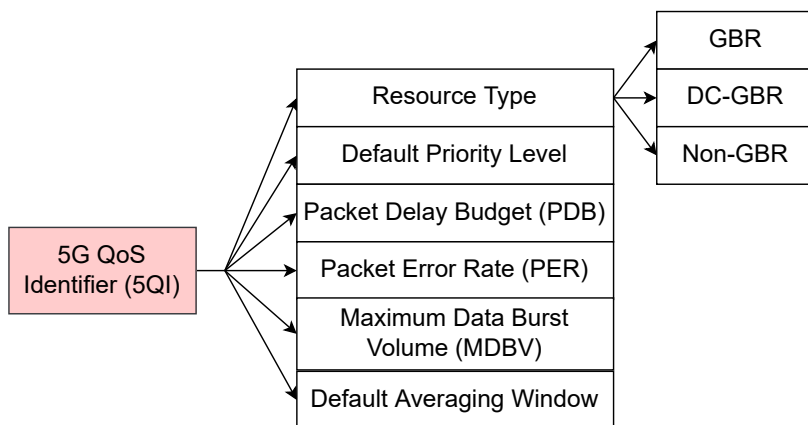 5G QoS
Identifier (5QI)
Resource Type
Default Priority Level
Packet Delay Budget (PDB)
Packet Error Rate (PER)
Maximum Data Burst
Volume (MDBV)
Default Averaging Window
GBR
DC-GBR
Non-GBR